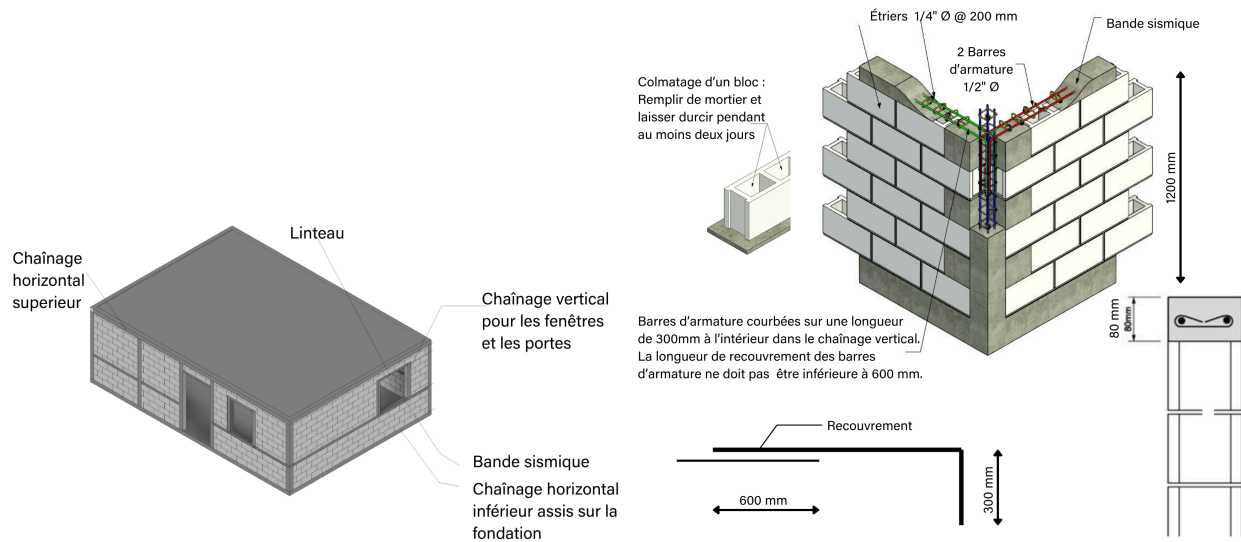 Linteau
Chaînage
horizontal
superieur
Chaînage vertical
pour les fenêtres
et les portes
Bande sismique
Chaînage horizontal
inférieur assis sur la
fondation
Étriers 1/4" Ø @ 200 mm
Bande sismique
2 Barres
d'armature
1/2" Ø
Colmatage d'un bloc :
Remplir de mortier et
laisser durcir pendant
au moins deux jours
1200 mm
Barres d'armature courbées sur une longueur
de 300mm à l'intérieur dans le chaînage vertical.
La longueur de recouvrement des barres
d'armature ne doit pas être inférieure à 600 mm.
80 mm
80mm
Recouvrement
600 mm
300 mm